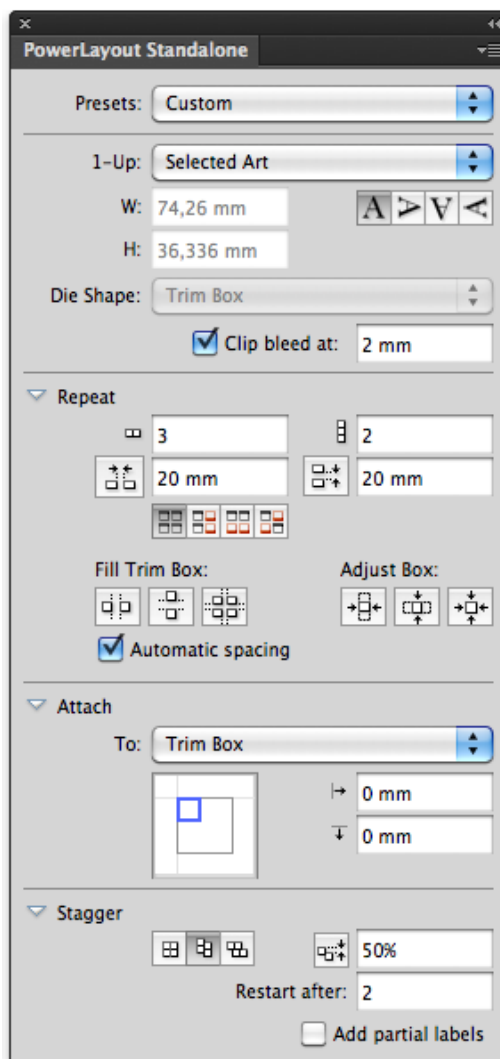 PowerLayout Standalone
Presets: Custom
1-Up: Selected Art
W: 74,26 mm
H: 36,336 mm
Die Shape: Trim Box
Clip bleed at: 2 mm
Repeat
3 2
20 mm 20 mm
Fill Trim Box: Adjust Box:
Automatic spacing
Attach
To: Trim Box
0 mm
0 mm
Stagger
50%
Restart after: 2
Add partial labels